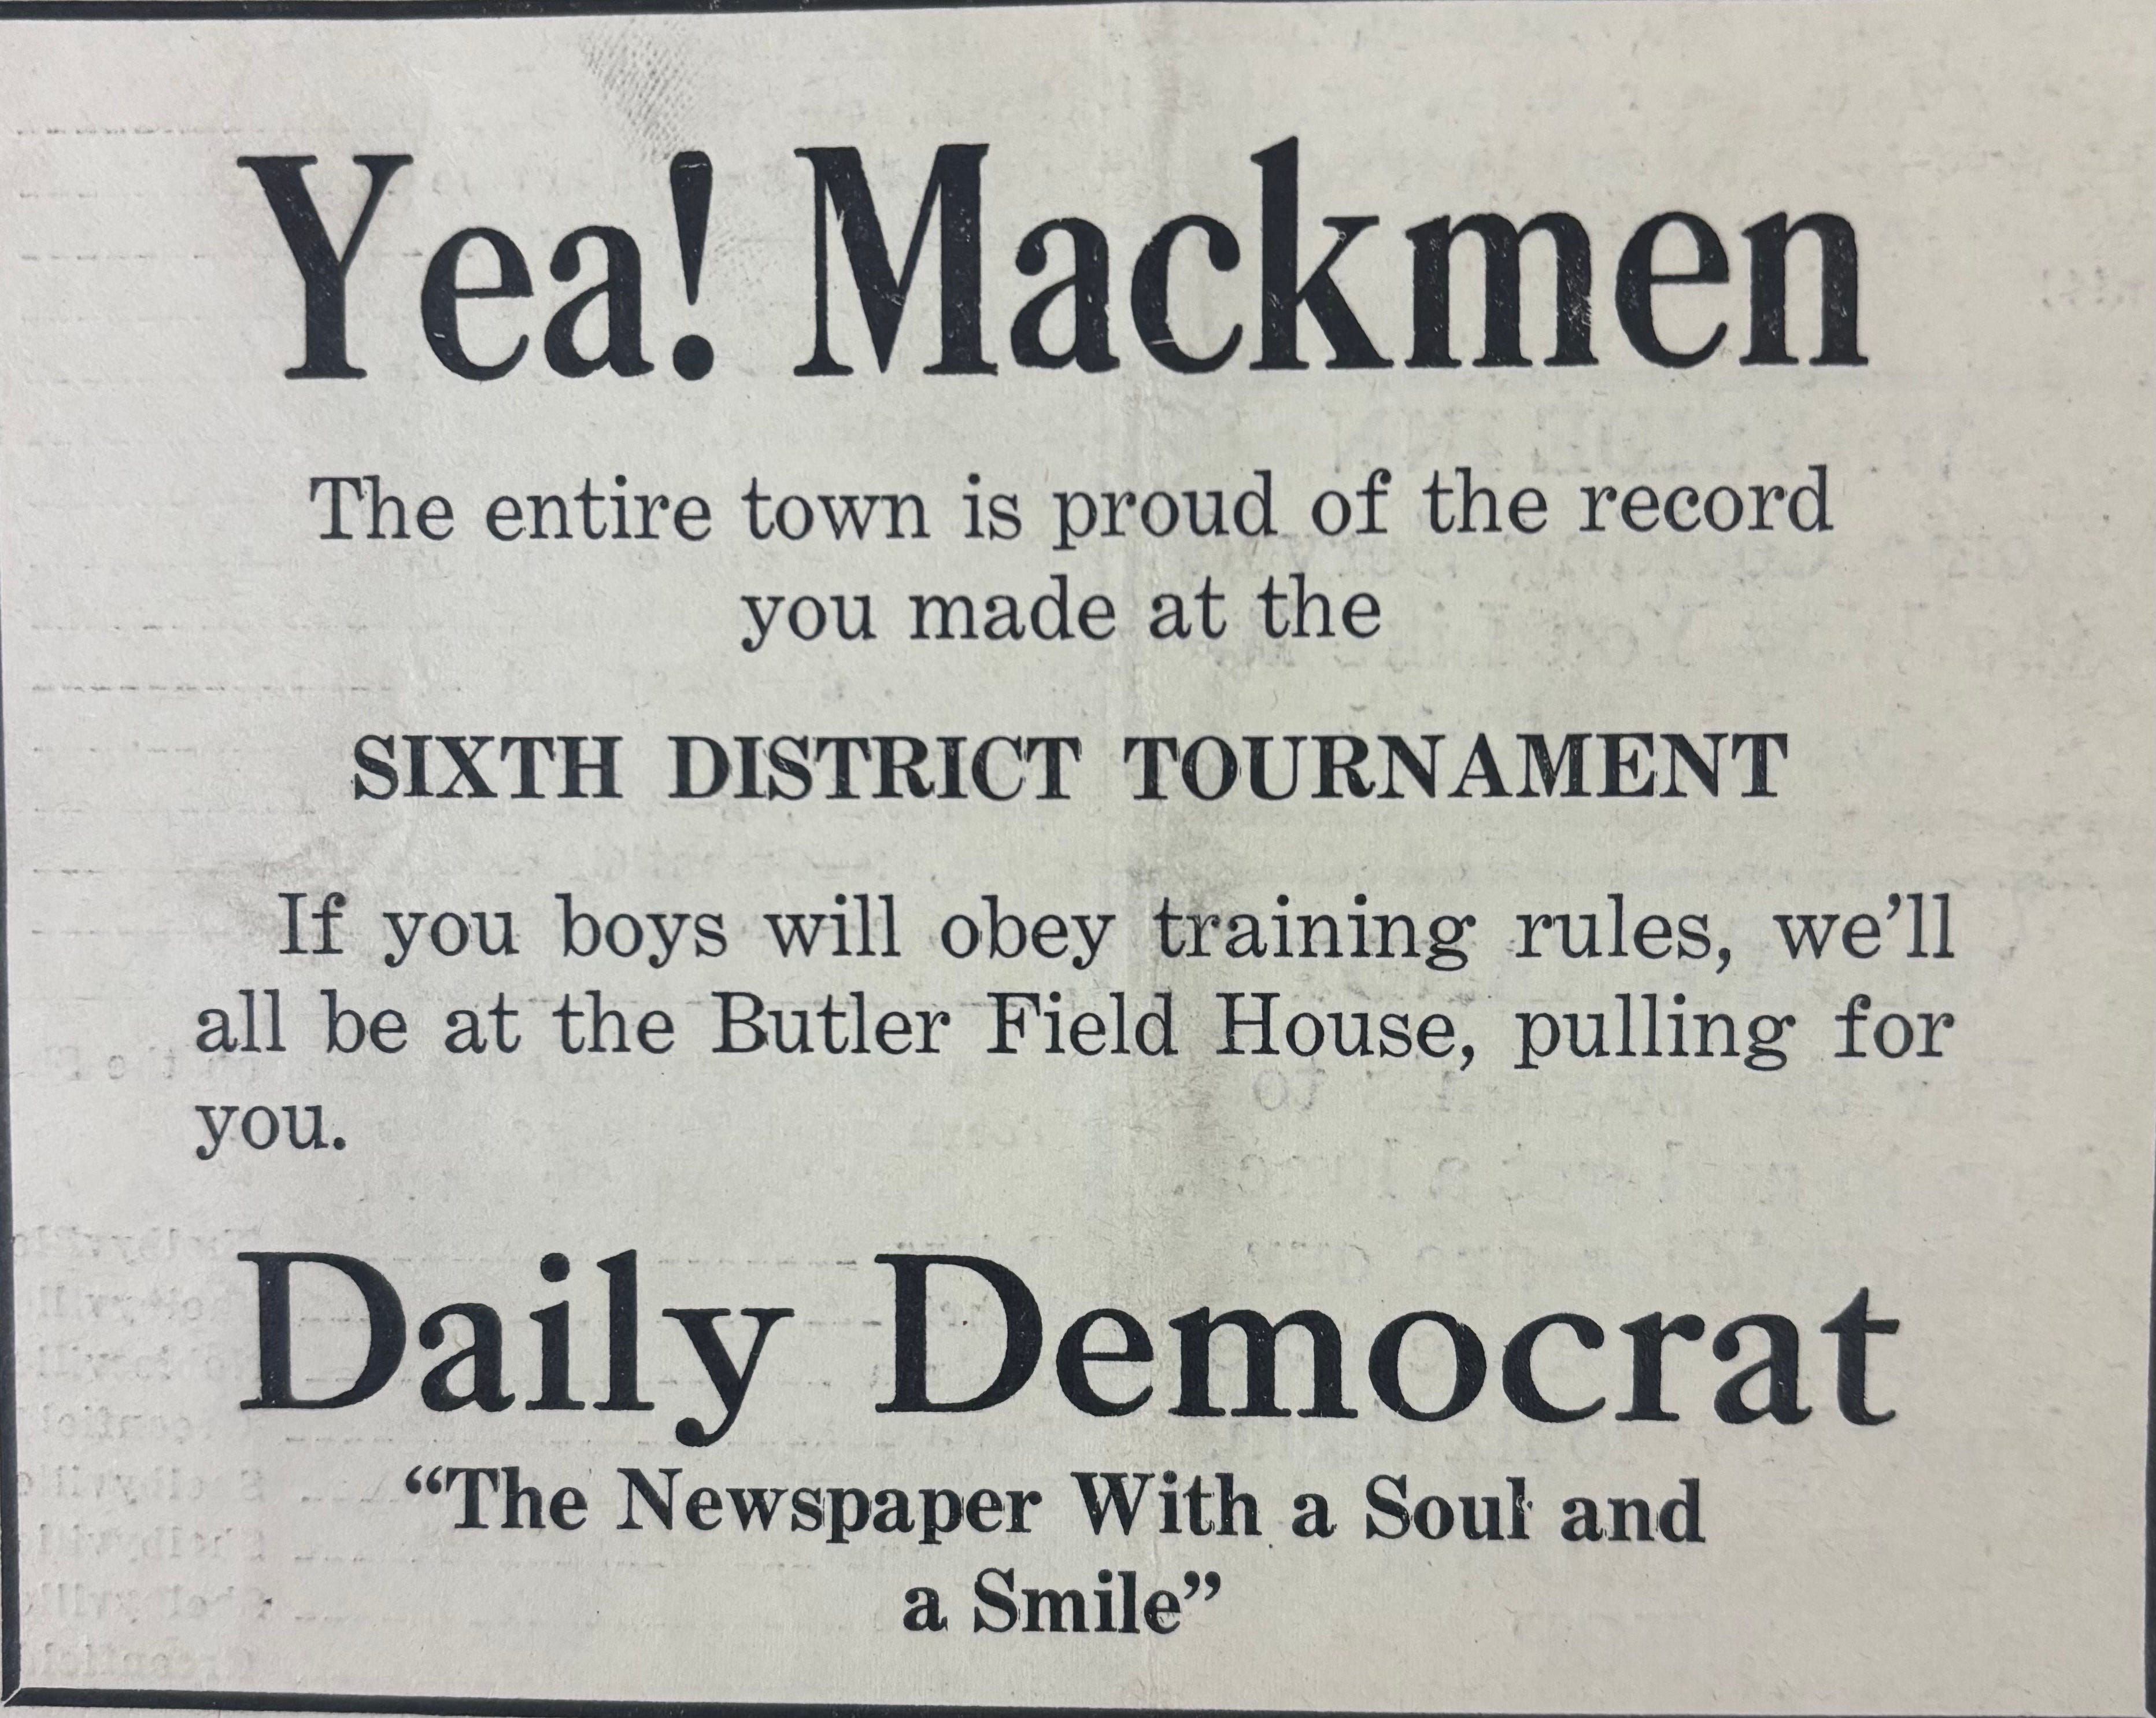 Yea! Mackmen
The entire town is proud of the record
you made at the
SIXTH DISTRICT TOURNAMENT
If you boys will obey training rules, we'll
all be at the Butler Field House, pulling for
you.
Daily Democrat
“The Newspaper With a Soul and
a Smile”